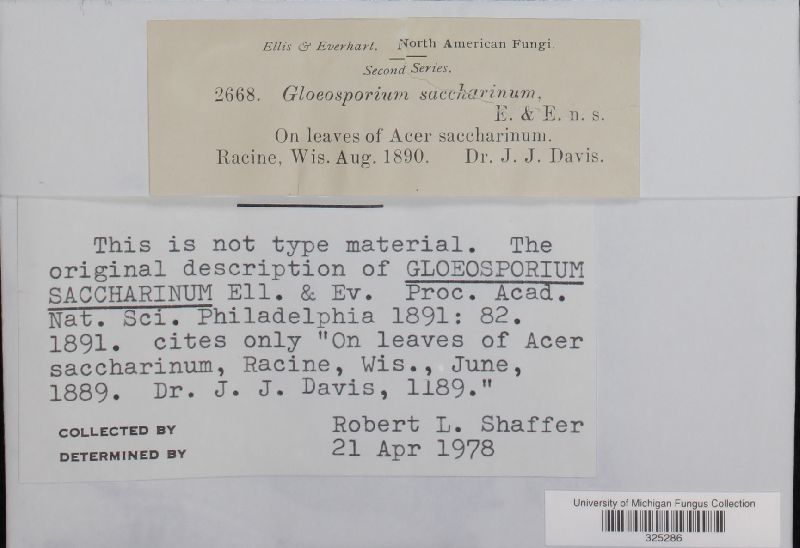 Ellis & Everhart. North American Fungi.
Second Series.
2668. Gloeosporium saccharinum,
E. & E. n. s.
On leaves of Acer saccharinum.
Racine, Wis. Aug. 1890. Dr. J. J. Davis.
This is not type material. The
original description of GLOEOSPORIUM
SACCHARINUM Ell. & Ev. Proc. Acad.
Nat. Sci. Philadelphia 1891: 82.
1891. cites only "On leaves of Acer
saccharinum, Racine, Wis., June,
1889. Dr. J. J. Davis, 1189."
COLLECTED BY Robert L. Shaffer
DETERMINED BY 21 Apr 1978
University of Michigan Fungus Collection
325286